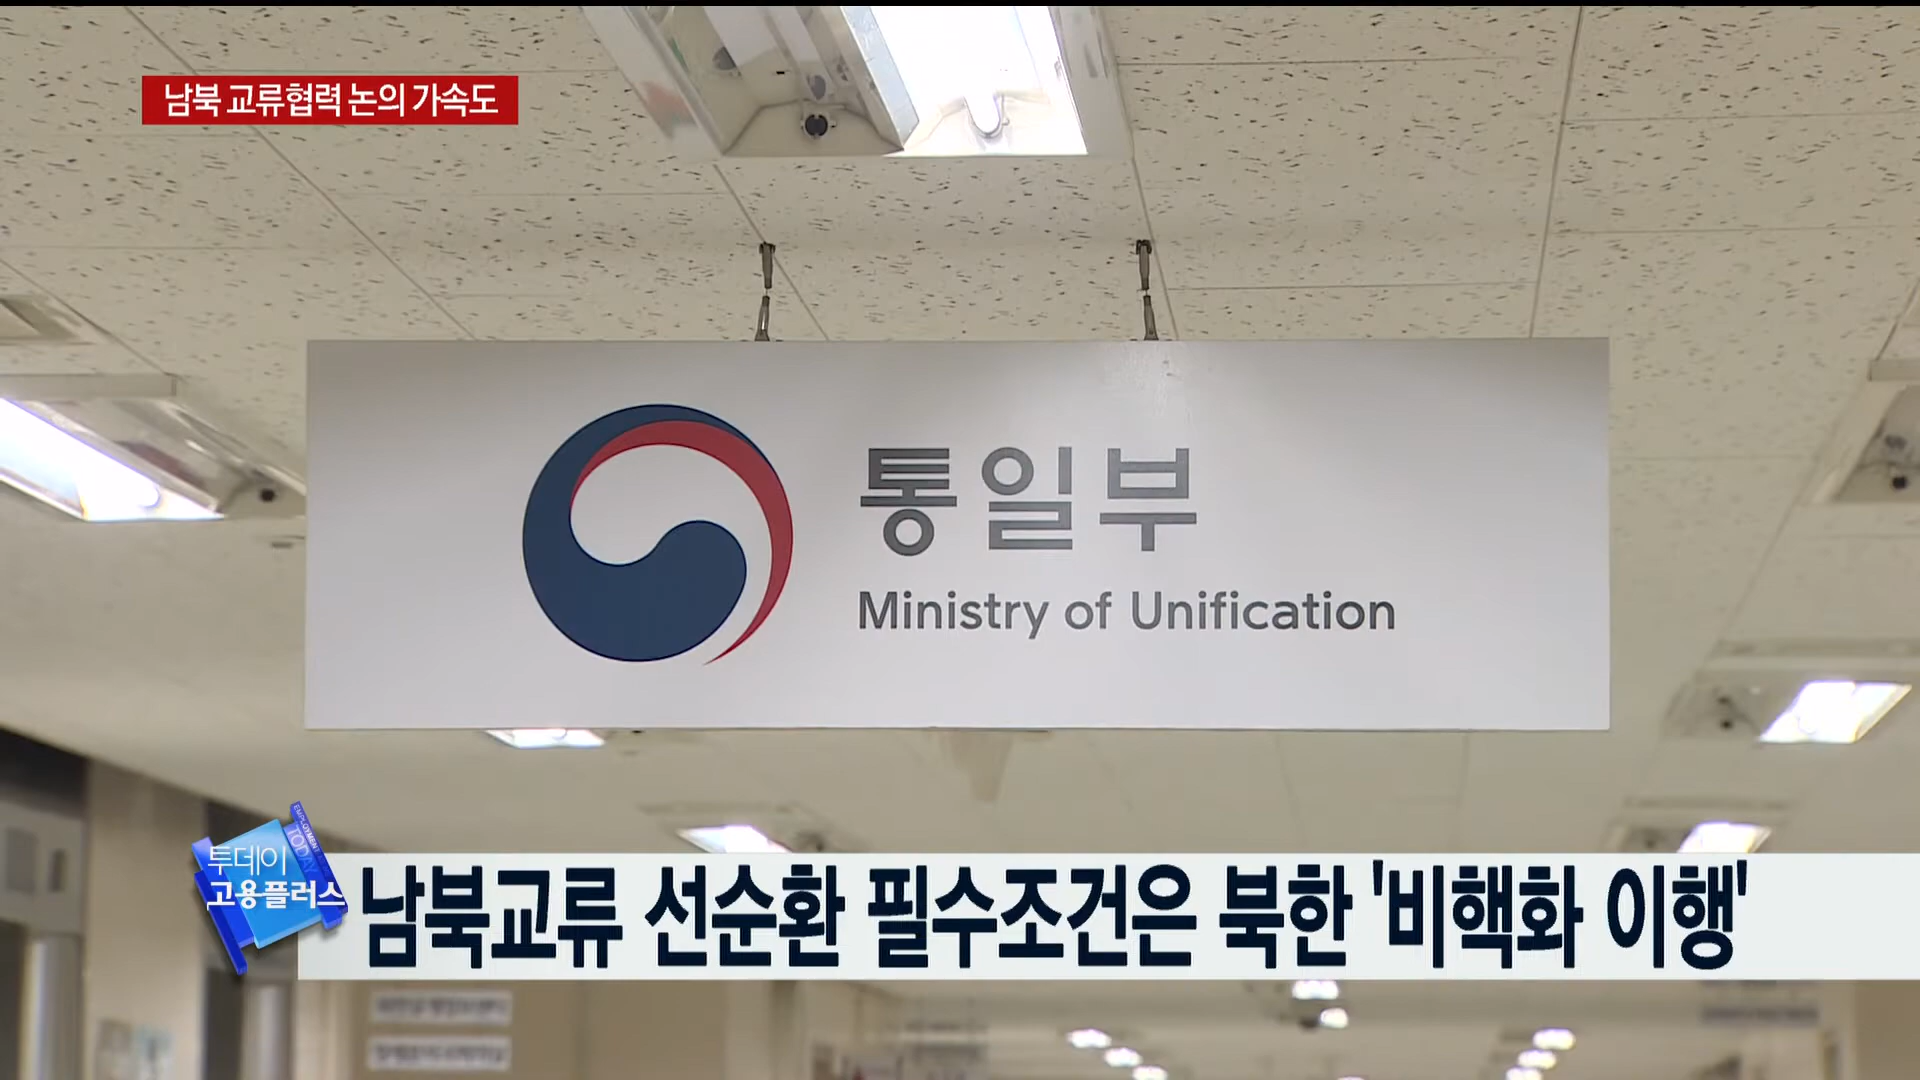 남북 교류협력 논의 가속도
통일부
Ministry of Unification
EMPLOYMENT
TODAY
투데이
고용플러스
남북교류 선순환 필수조건은 북한 '비핵화 이행'